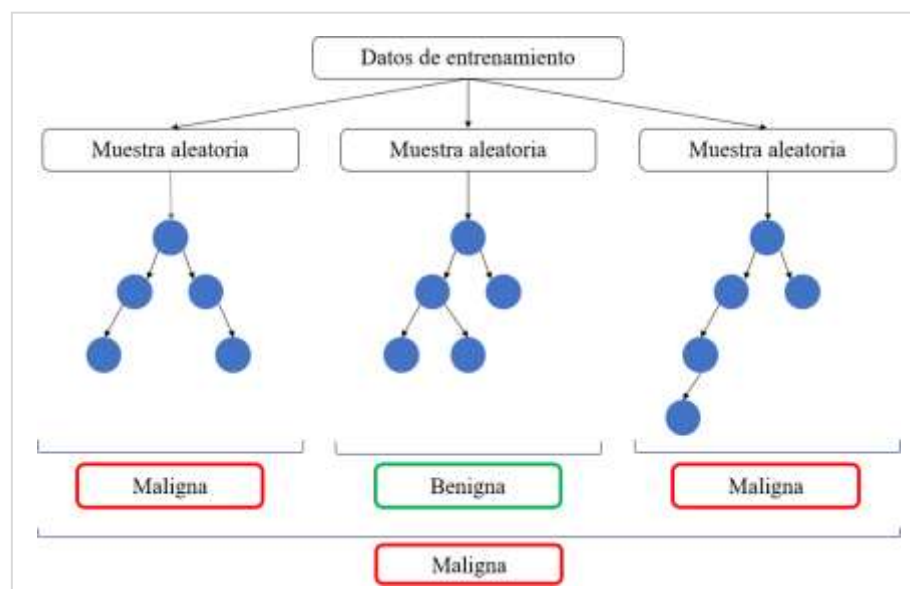 Datos de entrenamiento
Muestra aleatoria
Muestra aleatoria
Muestra aleatoria
Maligna
Benigna
Maligna
Maligna